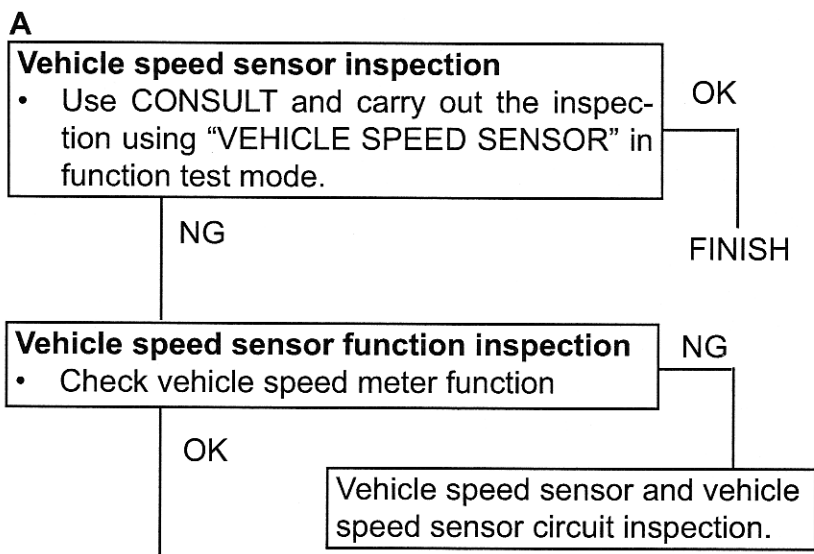 A
Vehicle speed sensor inspection
• Use CONSULT and carry out the inspec-
tion using “VEHICLE SPEED SENSOR” in
function test mode.
OK
NG
FINISH
Vehicle speed sensor function inspection
• Check vehicle speed meter function
NG
OK
Vehicle speed sensor and vehicle
speed sensor circuit inspection.